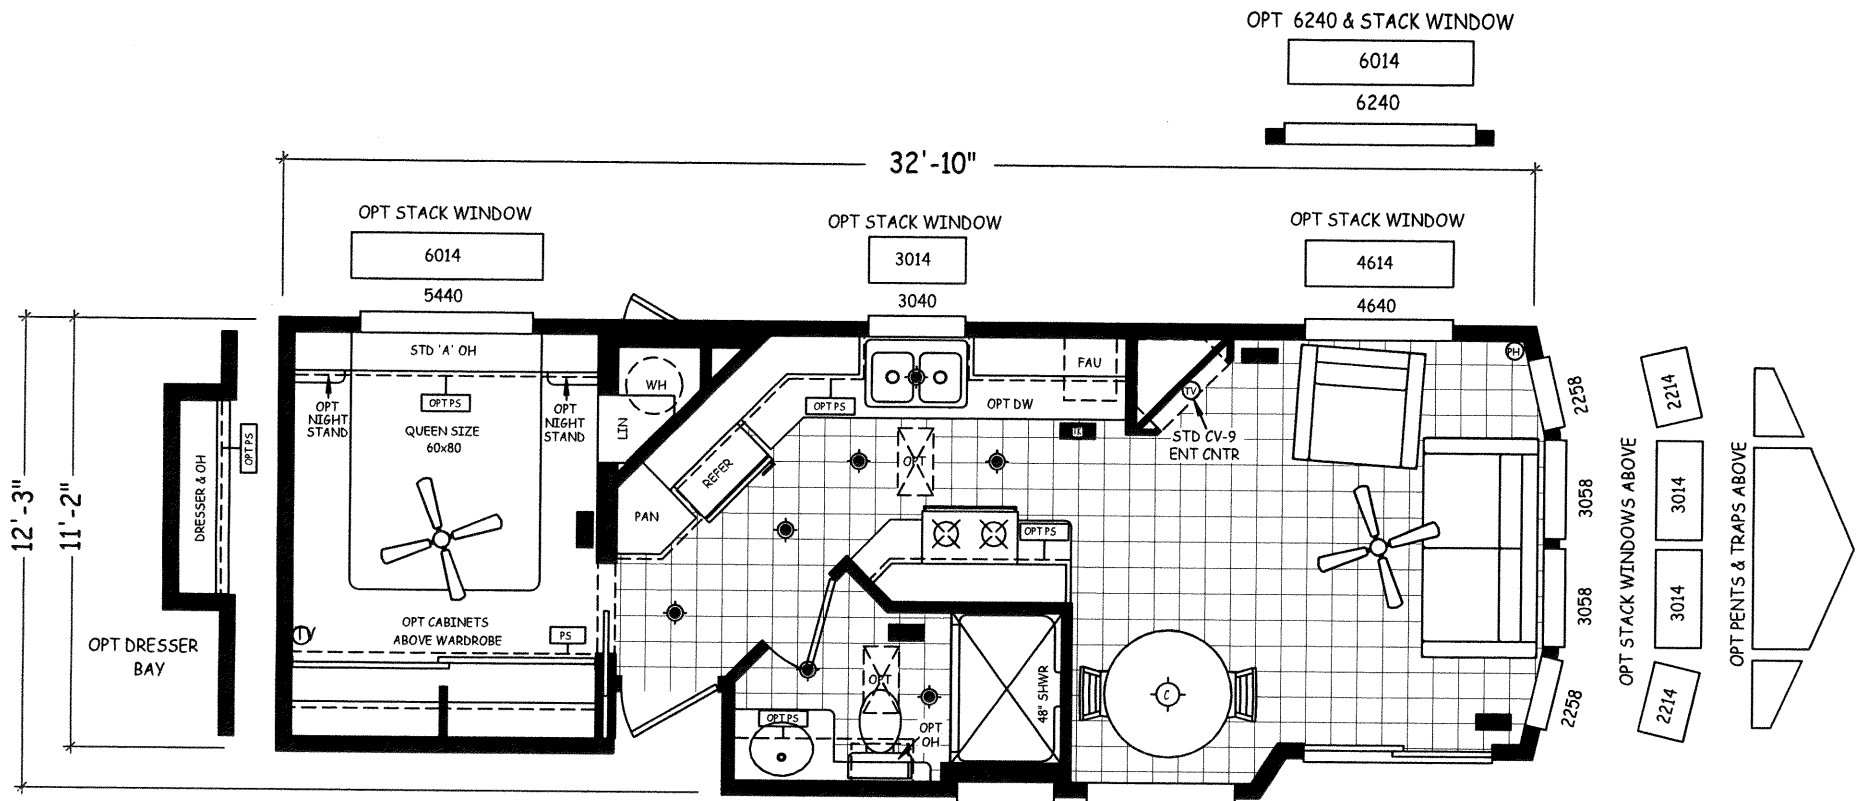 OPT 6240 & STACK WINDOW
6014
6240
32'-10"
OPT STACK WINDOW
6014
5440
OPT STACK WINDOW
3014
3040
OPT STACK WINDOW
4614
4640
12'-3"
11'-2"
DRESSER & OH
OPT PS
OPT DRESSER
BAY
STD 'A' OH
OPT
NIGHT
STAND
OPT PS
QUEEN SIZE
60x80
OPT
NIGHT
STAND
TV
OPT CABINETS
ABOVE WARDROBE
PS
WH
LIN
PAN
REFER
OPT PS
OPT DW
FAU
TV
STD CV-9
ENT CNTR
PH
OPT
OPT PS
OPT
OPT PS
OPT
OH
48" SHWR
C
2258
3058
3058
2258
OPT STACK WINDOWS ABOVE
2214
3014
3014
2214
OPT PENTS & TRAPS ABOVE